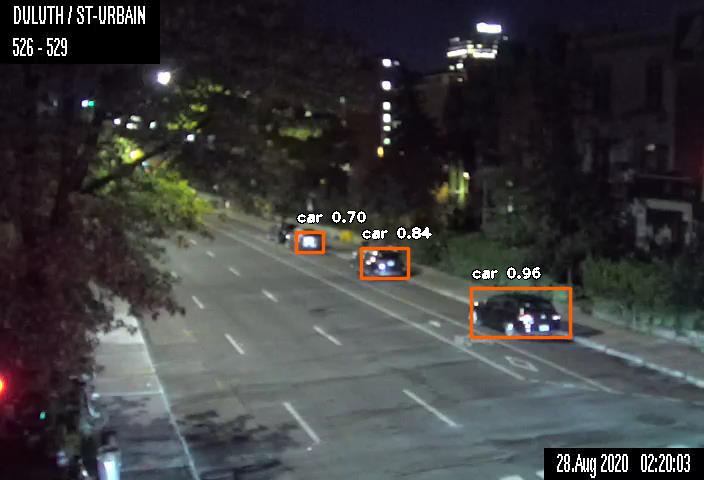 DULUTH / ST-URBAIN
526 - 529
car 0.70
car 0.84
car 0.96
28.Aug 2020 02:20:03